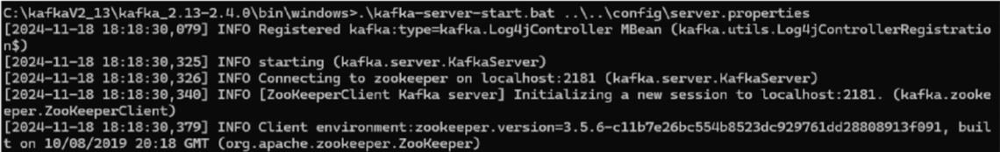 C:\kafkaV2_13\kafka_2.13-2.4.0\bin\windows>.\kafka-server-start.bat ..\..\config\server.properties
[2024-11-18 18:18:30,079] INFO Registered kafka:type=kafka.Log4jController MBean (kafka.utils.Log4jControllerRegistratio
n$)
[2024-11-18 18:18:30,325] INFO starting (kafka.server.KafkaServer)
[2024-11-18 18:18:30,326] INFO Connecting to zookeeper on localhost:2181 (kafka.server.KafkaServer)
[2024-11-18 18:18:30,340] INFO [ZooKeeperClient Kafka server] Initializing a new session to localhost:2181. (kafka.zooke
eper.ZooKeeperClient)
[2024-11-18 18:18:30,379] INFO Client environment:zookeeper.version=3.5.6-c11b7e26bc554b8523dc929761dd28808913f091, buil
t on 10/08/2019 20:18 GMT (org.apache.zookeeper.ZooKeeper)